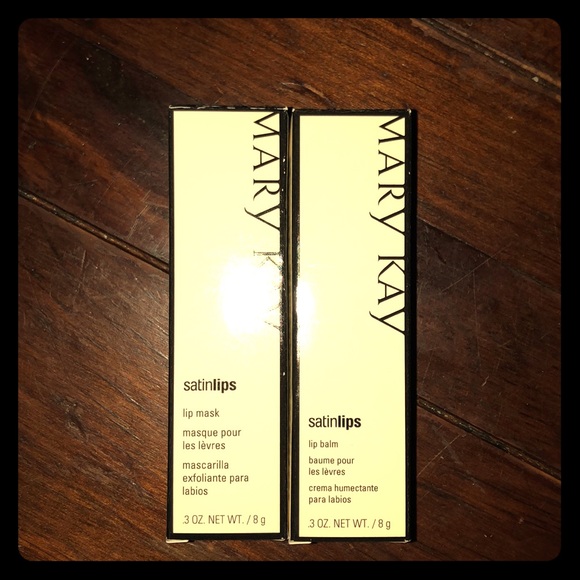 MARY KAY
satinlips
lip mask
masque pour
les lèvres
mascarilla
exfoliante para
labios
.3 OZ. NET WT. / 8 g
MARY KAY
satinlips
lip balm
baume pour
les lèvres
crema humectante
para labios
.3 OZ. NET WT. / 8 g